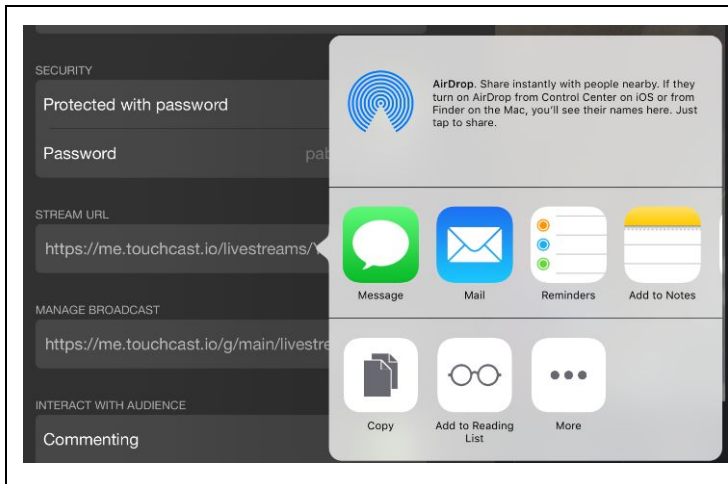 SECURITY
Protected with password
Password
STREAM URL
https://me.touchcast.io/livestreams/
MANAGE BROADCAST
https://me.touchcast.io/g/main/livestre
INTERACT WITH AUDIENCE
Commenting
AirDrop. Share instantly with people nearby. If they
turn on AirDrop from Control Center on iOS or from
Finder on the Mac, you'll see their names here. Just
tap to share.
Message Mail Reminders Add to Notes
Copy Add to Reading More
List